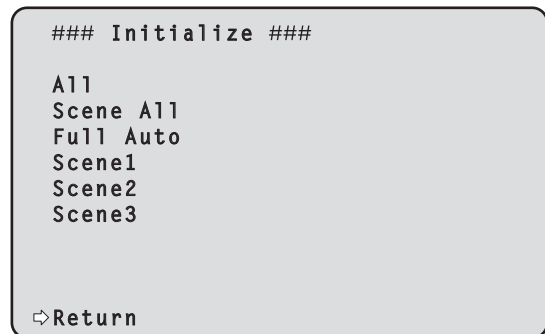 ### Initialize ###
All
Scene All
Full Auto
Scene1
Scene2
Scene3
⇨Return